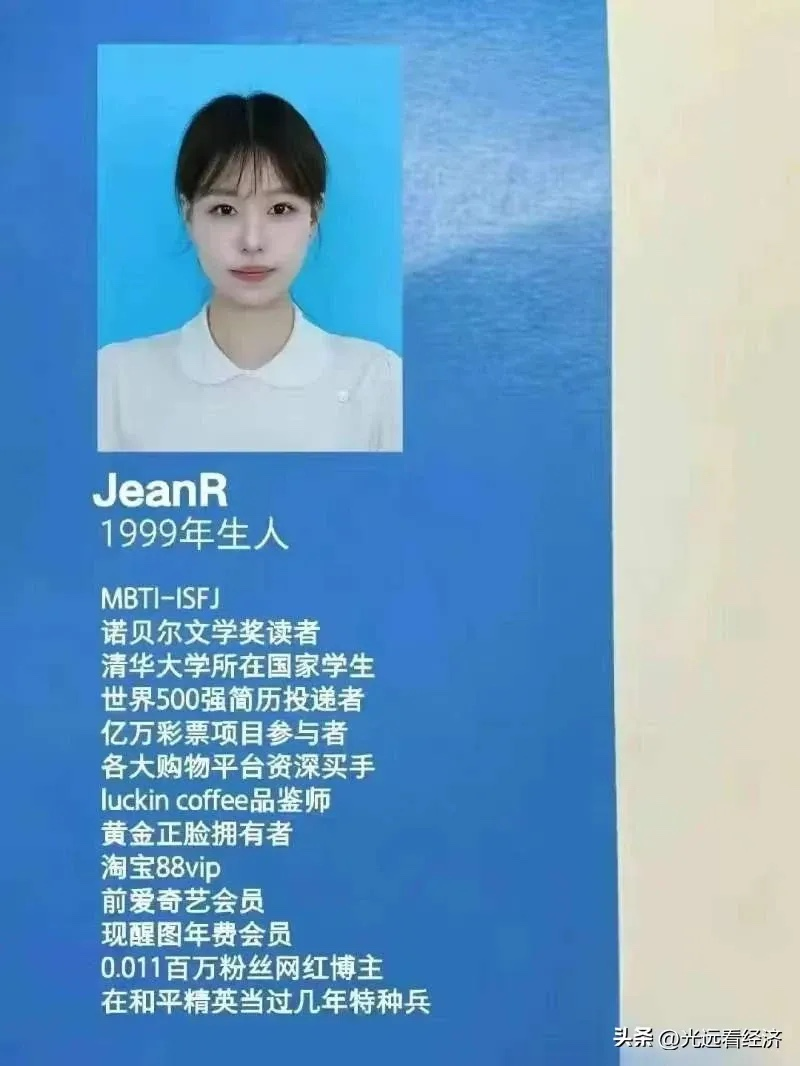 JeanR
1999年生人
MBTI-ISFJ
诺贝尔文学奖读者
清华大学所在国家学生
世界500强简历投递者
亿万彩票项目参与者
各大购物平台资深买手
luckin coffee品鉴师
黄金正脸拥有者
淘宝88vip
前爱奇艺会员
现醒图年费会员
0.011百万粉丝网红博主
在和平精英当过几年特种兵
头条 @光远看经济